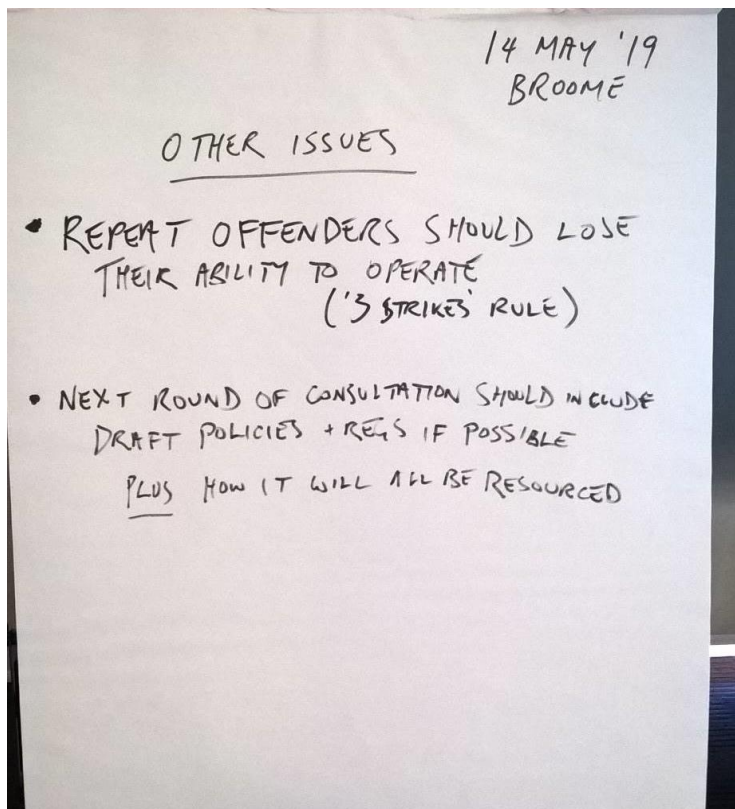 14 MAY '19
BROOME
OTHER ISSUES
• REPEAT OFFENDERS SHOULD LOSE
THEIR ABILITY TO OPERATE
('3 STRIKES' RULE)
• NEXT ROUND OF CONSULTATION SHOULD INCLUDE
DRAFT POLICIES + REGS IF POSSIBLE
PLUS HOW IT WILL ALL BE RESOURCED